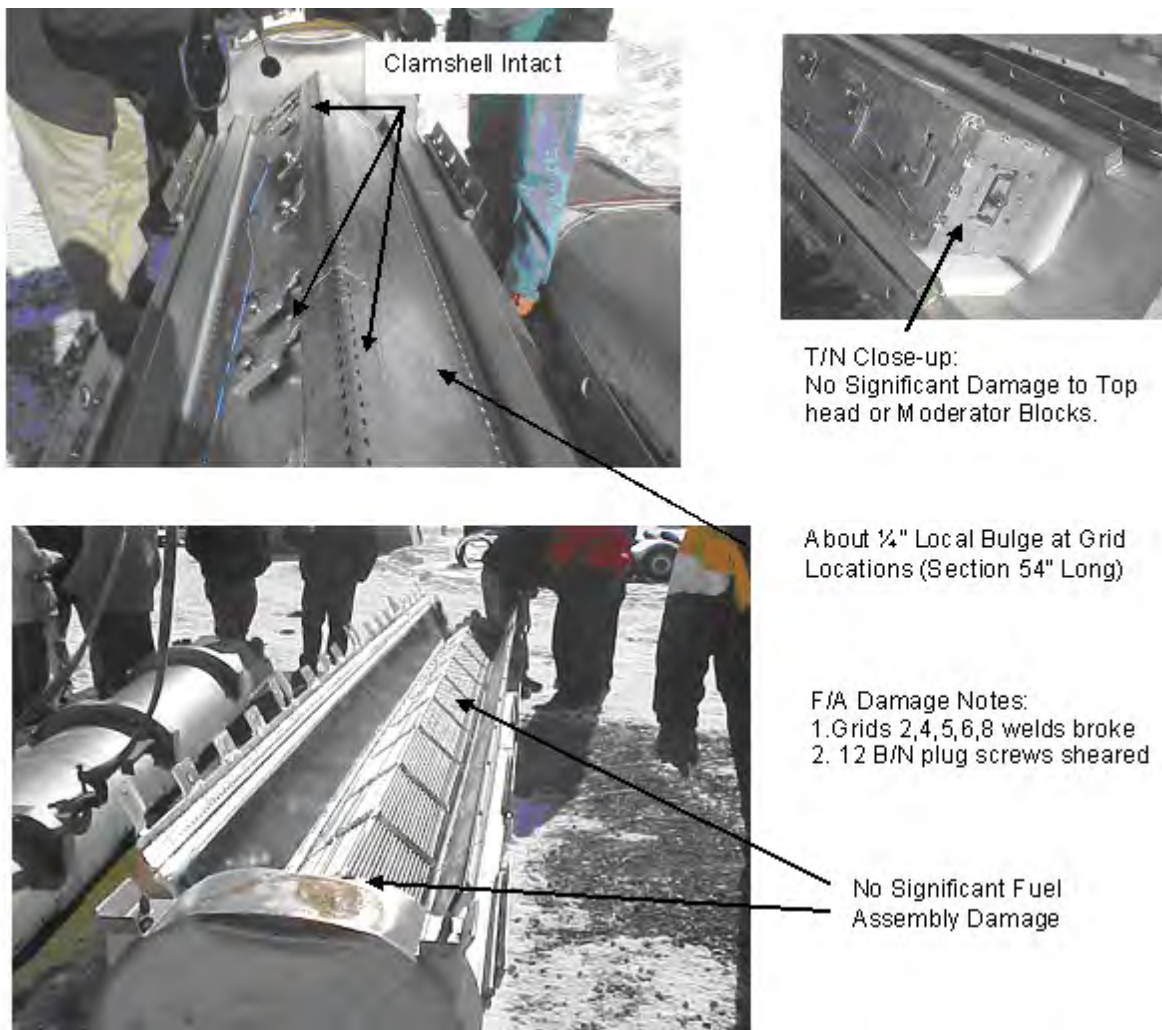 Clamshell Intact
T/N Close-up:
No Significant Damage to Top
head or Moderator Blocks.
About ¼" Local Bulge at Grid
Locations (Section 54" Long)
F/A Damage Notes:
1.Grids 2,4,5,6,8 welds broke
2. 12 B/N plug screws sheared
No Significant Fuel
Assembly Damage